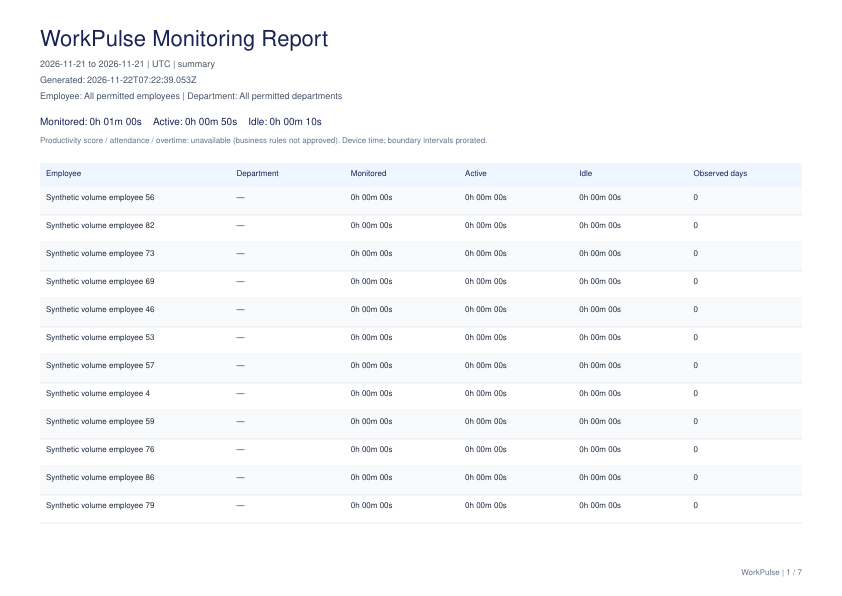 WorkPulse Monitoring Report
2026-11-21 to 2026-11-21 | UTC | summary
Generated: 2026-11-22T07:22:39.053Z
Employee: All permitted employees | Department: All permitted departments
Monitored: 0h 01m 00s Active: 0h 00m 50s Idle: 0h 00m 10s
Productivity score / attendance / overtime: unavailable (business rules not approved). Device time; boundary intervals prorated.
Employee Department Monitored Active Idle Observed days
Synthetic volume employee 56 — 0h 00m 00s 0h 00m 00s 0h 00m 00s 0
Synthetic volume employee 82 — 0h 00m 00s 0h 00m 00s 0h 00m 00s 0
Synthetic volume employee 73 — 0h 00m 00s 0h 00m 00s 0h 00m 00s 0
Synthetic volume employee 69 — 0h 00m 00s 0h 00m 00s 0h 00m 00s 0
Synthetic volume employee 46 — 0h 00m 00s 0h 00m 00s 0h 00m 00s 0
Synthetic volume employee 53 — 0h 00m 00s 0h 00m 00s 0h 00m 00s 0
Synthetic volume employee 57 — 0h 00m 00s 0h 00m 00s 0h 00m 00s 0
Synthetic volume employee 4 — 0h 00m 00s 0h 00m 00s 0h 00m 00s 0
Synthetic volume employee 59 — 0h 00m 00s 0h 00m 00s 0h 00m 00s 0
Synthetic volume employee 76 — 0h 00m 00s 0h 00m 00s 0h 00m 00s 0
Synthetic volume employee 86 — 0h 00m 00s 0h 00m 00s 0h 00m 00s 0
Synthetic volume employee 79 — 0h 00m 00s 0h 00m 00s 0h 00m 00s 0
WorkPulse | 1 / 7